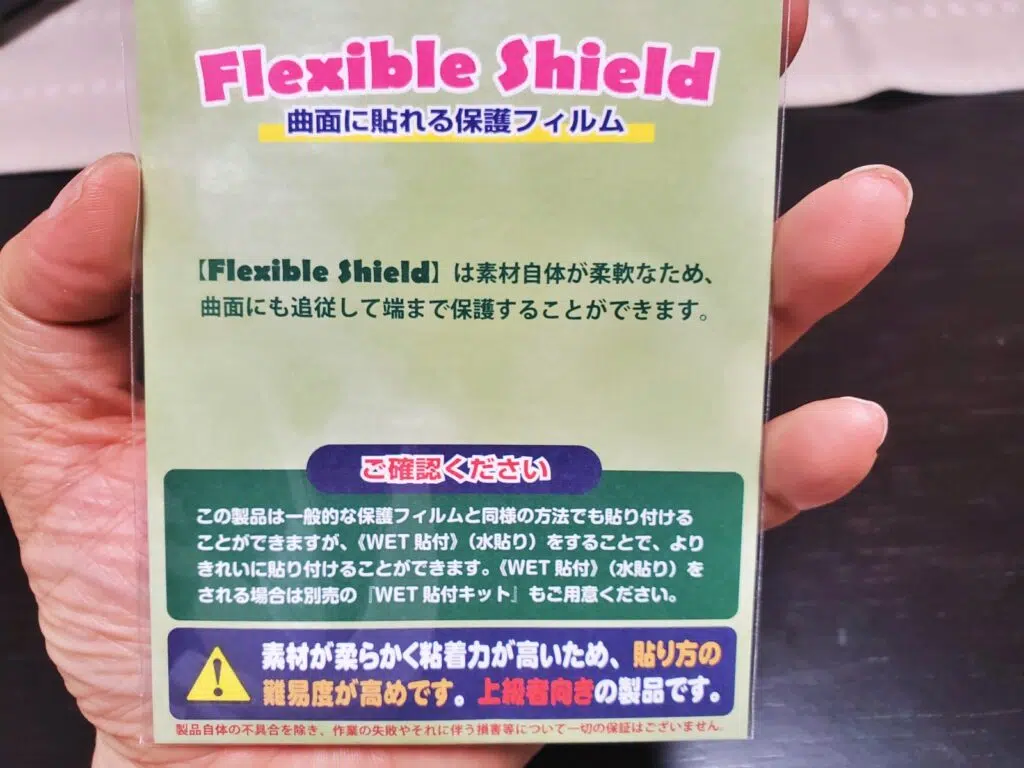 Flexible Shield
曲面に貼れる保護フィルム
【Flexible Shield】は素材自体が柔軟なため、
曲面にも追従して端まで保護することができます。
ご確認ください
この製品は一般的な保護フィルムと同様の方法でも貼り付ける
ことができますが、《WET 貼付》（水貼り）をすることで、より
きれいに貼り付けることができます。《WET 貼付》（水貼り）を
される場合は別売の『WET 貼付キット』もご用意ください。
素材が柔らかく粘着力が高いため、貼り方の
難易度が高めです。上級者向きの製品です。
製品自体の不具合を除き、作業の失敗やそれに伴う損害等について一切の保証はございません。